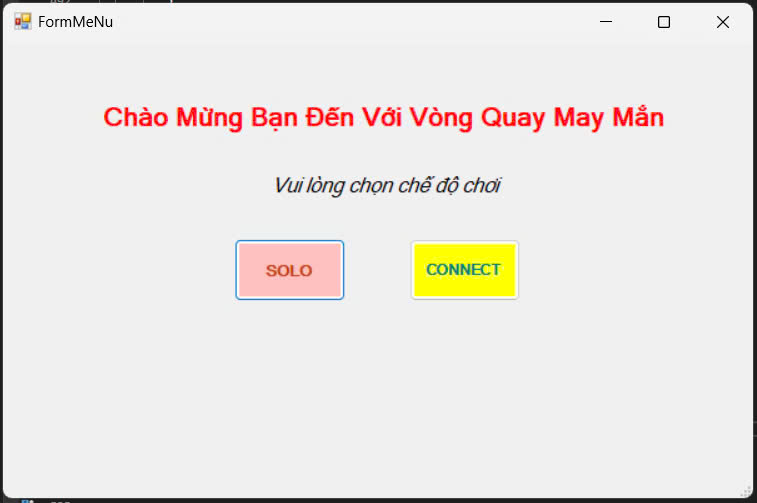 FormMeNu
Chào Mừng Bạn Đến Với Vòng Quay May Mắn
Vui lòng chọn chế độ chơi
SOLO
CONNECT